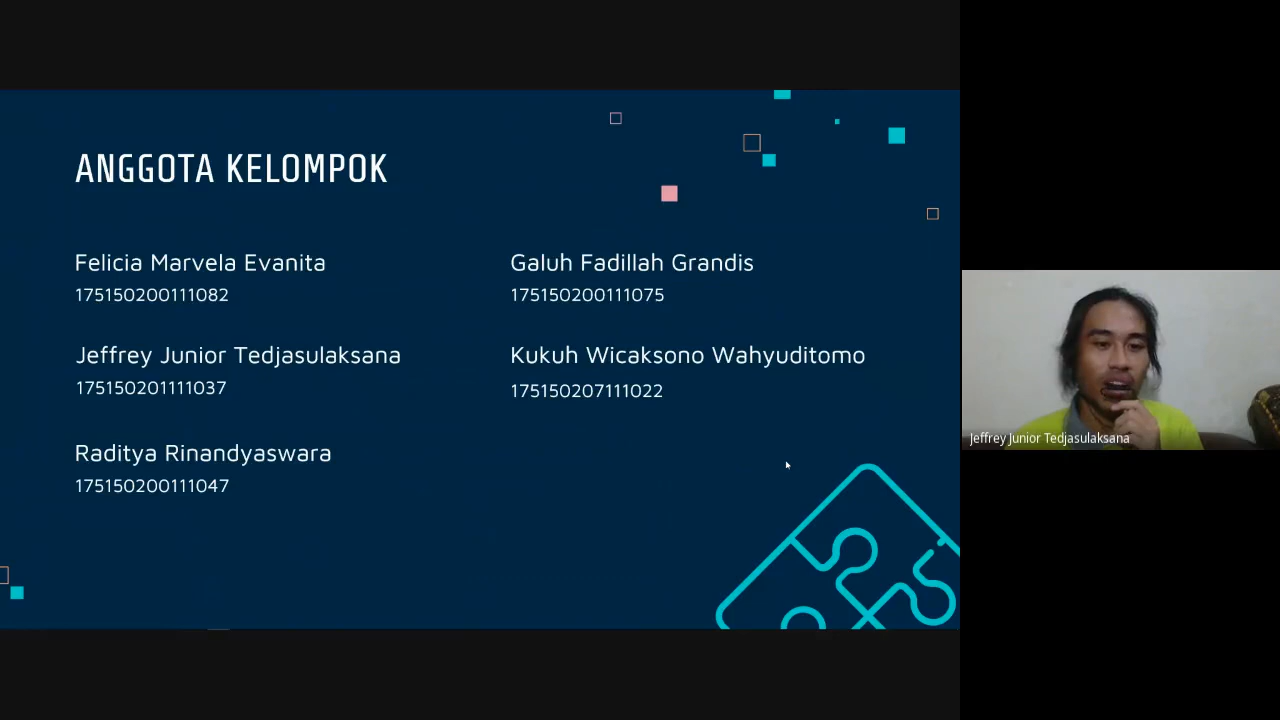 ANGGOTA KELOMPOK
Felicia Marvela Evanita
175150200111082
Jeffrey Junior Tedjasulaksana
175150201111037
Raditya Rinandyaswara
175150200111047
Galuh Fadillah Grandis
175150200111075
Kukuh Wicaksono Wahyuditomo
175150207111022
Jeffrey Junior Tedjasulaksana